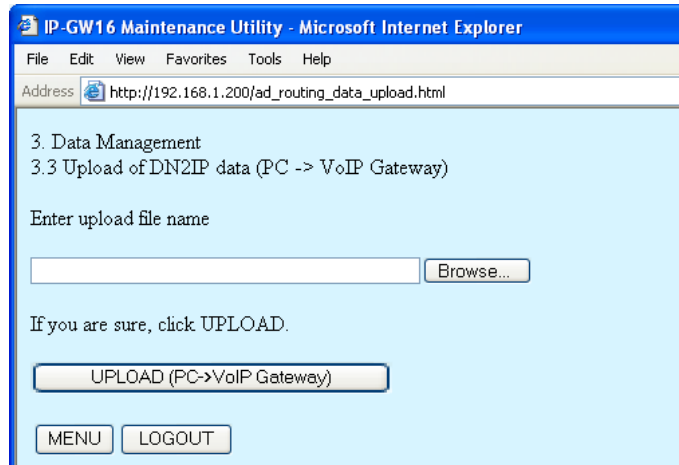 IP-GW16 Maintenance Utility - Microsoft Internet Explorer
File Edit View Favorites Tools Help
Address http://192.168.1.200/ad_routing_data_upload.html
3. Data Management
3.3 Upload of DN2IP data (PC -> VoIP Gateway)
Enter upload file name
Browse...
If you are sure, click UPLOAD.
UPLOAD (PC->VoIP Gateway)
MENU LOGOUT